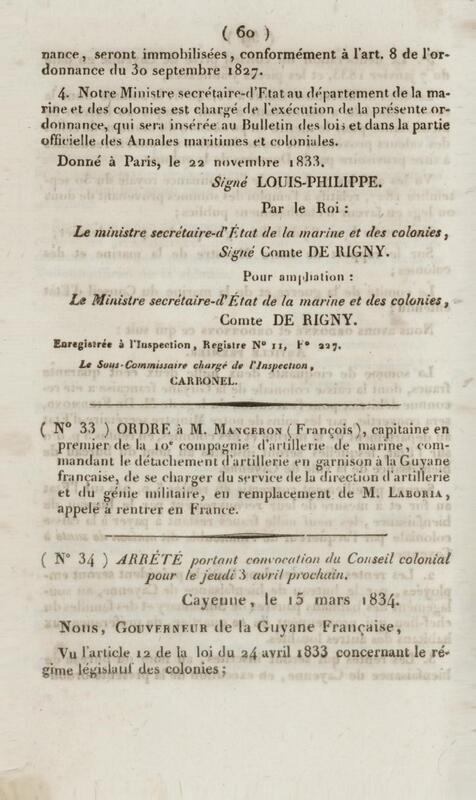 ( 60 )
nance, seront immobilisées, conformément à l'art. 8 de l'or-
donnance du 30 septembre 1827.
4. Notre Ministre secrétaire-d'Etat au département de la ma-
rine et des colonies est chargé de l'exécution de la présente or-
donnance, qui sera insérée au Bulletin des lois et dans la partie
officielle des Annales maritimes et coloniales.
Donné à Paris, le 22 novembre 1833.
Signé LOUIS-PHILIPPE.
Par le Roi :
Le ministre secrétaire-d'État de la marine et des colonies,
Signé Comte DE RIGNY.
Pour ampliation :
Le Ministre secrétaire-d'État de la marine et des colonies,
Comte DE RIGNY.
Enregistrée à l'Inspection, Registre N° 11, F° 227.
Le Sous-Commissaire chargé de l'Inspection,
CARBONEL.
( N° 33 ) ORDRE à M. MANCERON (François), capitaine en
premier de la 10e compagnie d'artillerie de marine, com-
mandant le détachement d'artillerie en garnison à la Guyane
française, de se charger du service de la direction d'artillerie
et du génie militaire, en remplacement de M. LABORIA,
appelé à rentrer en France.
( N° 34 ) ARRÊTÉ portant convocation du Conseil colonial
pour le jeudi 3 avril prochain.
Cayenne, le 15 mars 1834.
NOUS, GOUVERNEUR de la Guyane Française,
Vu l'article 12 de la loi du 24 avril 1833 concernant le ré-
gime législatif des colonies;